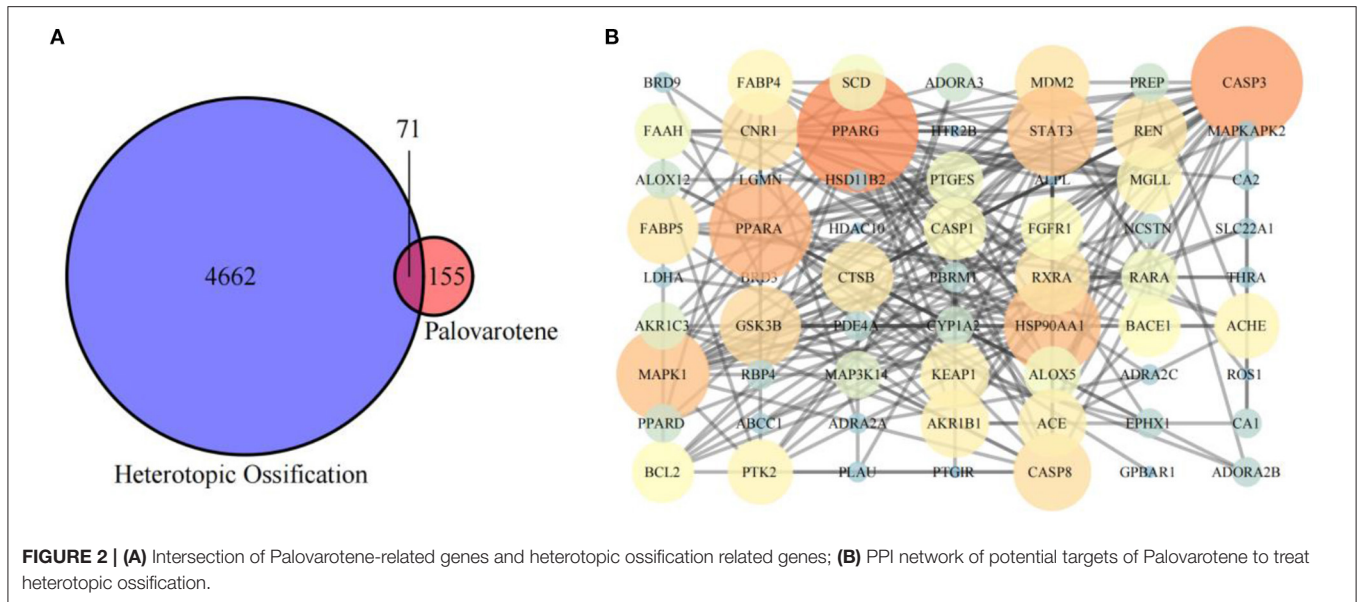 A
B
71
4662
155
Palovarotene
Heterotopic Ossification
BRD9 FABP4 SCD ADORA3 MDM2 PREP CASP3
FAAH CNR1 PPARG HTR2B STAT3 REN MAPKAPK2
ALOX12 LGMN HSD11B2 PTGES ALPL MGLL CA2
FABP5 PPARA HDAC10 CASP1 FGFR1 NCSTN SLC22A1
LDHA BRD3 CTSB PBRM1 RXRA RARA THRA
AKR1C3 GSK3B PDE4A CYP1A2 HSP90AA1 BACE1 ACHE
MAPK1 RBP4 MAP3K14 KEAP1 ALOX5 ADRA2C ROS1
PPARD ABCC1 ADRA2A AKR1B1 ACE EPHX1 CA1
BCL2 PTK2 PLAU PTGIR CASP8 GPBAR1 ADORA2B
FIGURE 2 | (A) Intersection of Palovarotene-related genes and heterotopic ossification related genes; (B) PPI network of potential targets of Palovarotene to treat
heterotopic ossification.